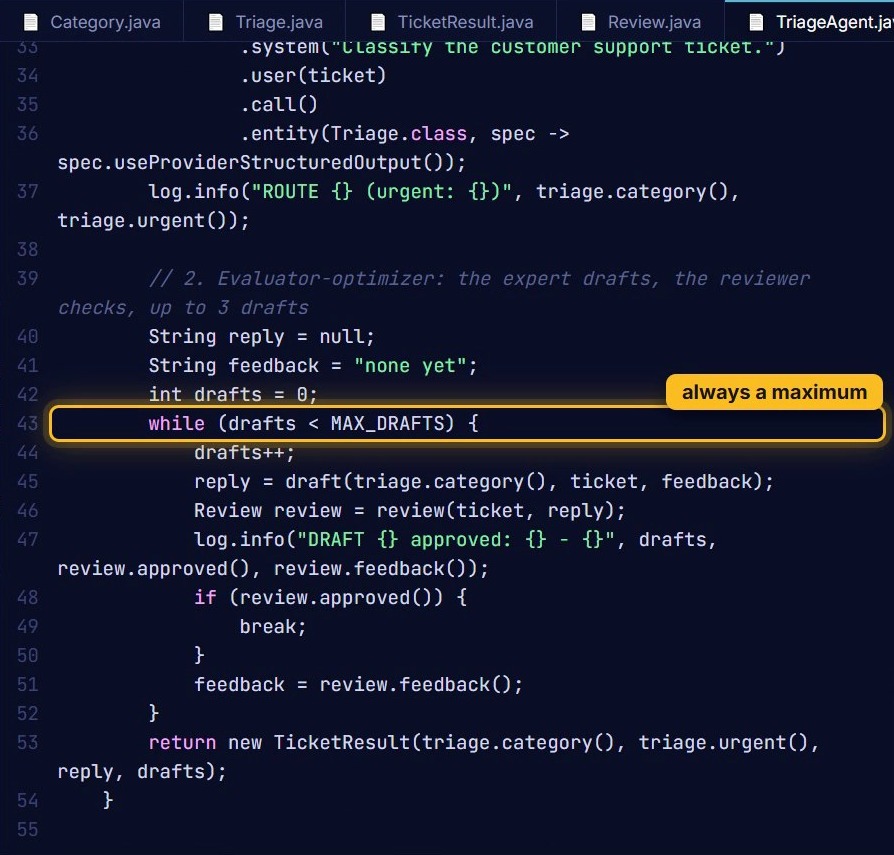 Category.java Triage.java TicketResult.java Review.java TriageAgent.jav
33 .system("Classify the customer support ticket.")
34 .user(ticket)
35 .call()
36 .entity(Triage.class, spec ->
spec.useProviderStructuredOutput());
37 log.info("ROUTE {} (urgent: {})", triage.category(),
triage.urgent());
38
39 // 2. Evaluator-optimizer: the expert drafts, the reviewer
checks, up to 3 drafts
40 String reply = null;
41 String feedback = "none yet";
42 int drafts = 0;
always a maximum
43 while (drafts < MAX_DRAFTS) {
44 drafts++;
45 reply = draft(triage.category(), ticket, feedback);
46 Review review = review(ticket, reply);
47 log.info("DRAFT {} approved: {} - {}", drafts,
review.approved(), review.feedback());
48 if (review.approved()) {
49 break;
50 }
51 feedback = review.feedback();
52 }
53 return new TicketResult(triage.category(), triage.urgent(),
reply, drafts);
54 }
55